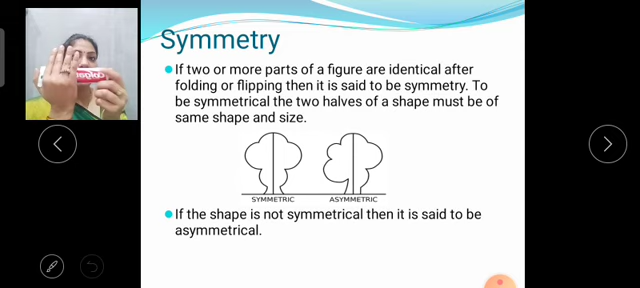 Symmetry
If two or more parts of a figure are identical after
folding or flipping then it is said to be symmetry. To
be symmetrical the two halves of a shape must be of
same shape and size.
SYMMETRIC
ASYMMETRIC
If the shape is not symmetrical then it is said to be
asymmetrical.